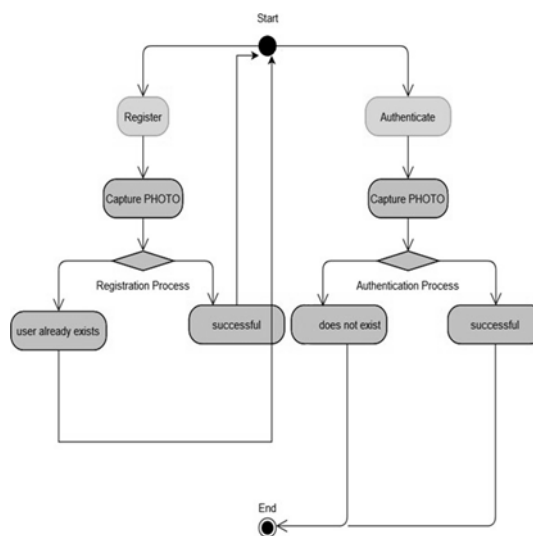 Start
Register
Authenticate
Capture PHOTO
Capture PHOTO
Registration Process
Authentication Process
user already exists
successful
does not exist
successful
End